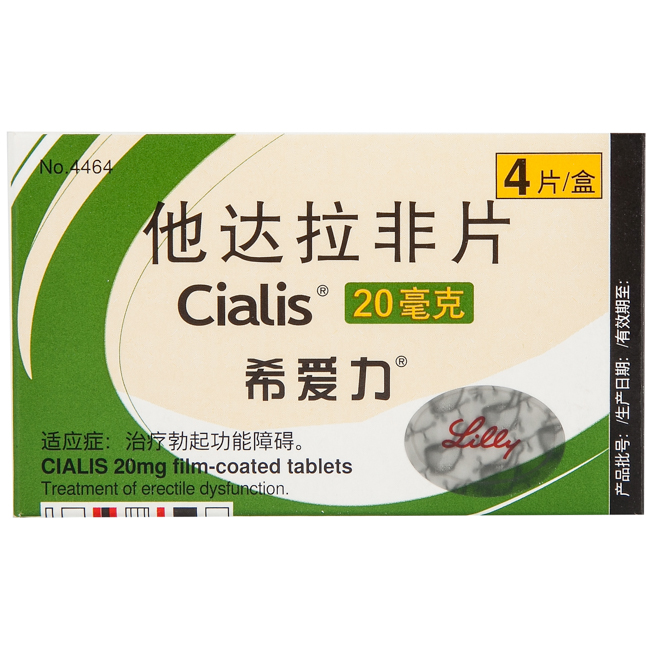 No.4464
4片/盒
他达拉非片
Cialis® 20毫克
希爱力®
适应症：治疗勃起功能障碍。
CIALIS 20mg film-coated tablets
Treatment of erectile dysfunction.
Lilly
产品批号：/生产日期：/有效期至：